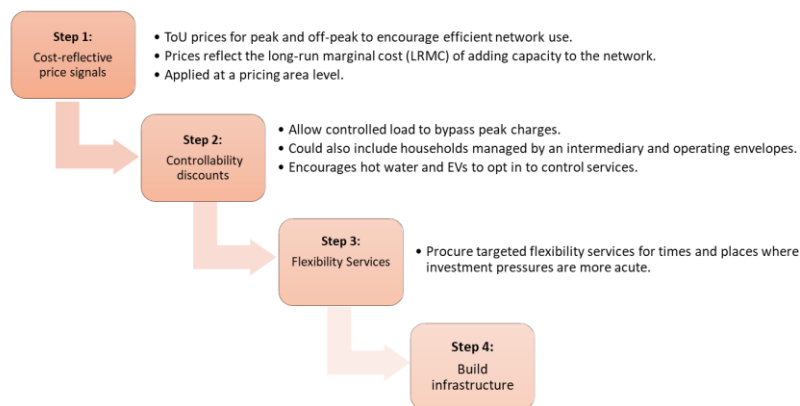 Step 1:
Cost-reflective
price signals
• ToU prices for peak and off-peak to encourage efficient network use.
• Prices reflect the long-run marginal cost (LRMC) of adding capacity to the network.
• Applied at a pricing area level.
Step 2:
Controllability
discounts
• Allow controlled load to bypass peak charges.
• Could also include households managed by an intermediary and operating envelopes.
• Encourages hot water and EVs to opt in to control services.
Step 3:
Flexibility Services
• Procure targeted flexibility services for times and places where
investment pressures are more acute.
Step 4:
Build
infrastructure